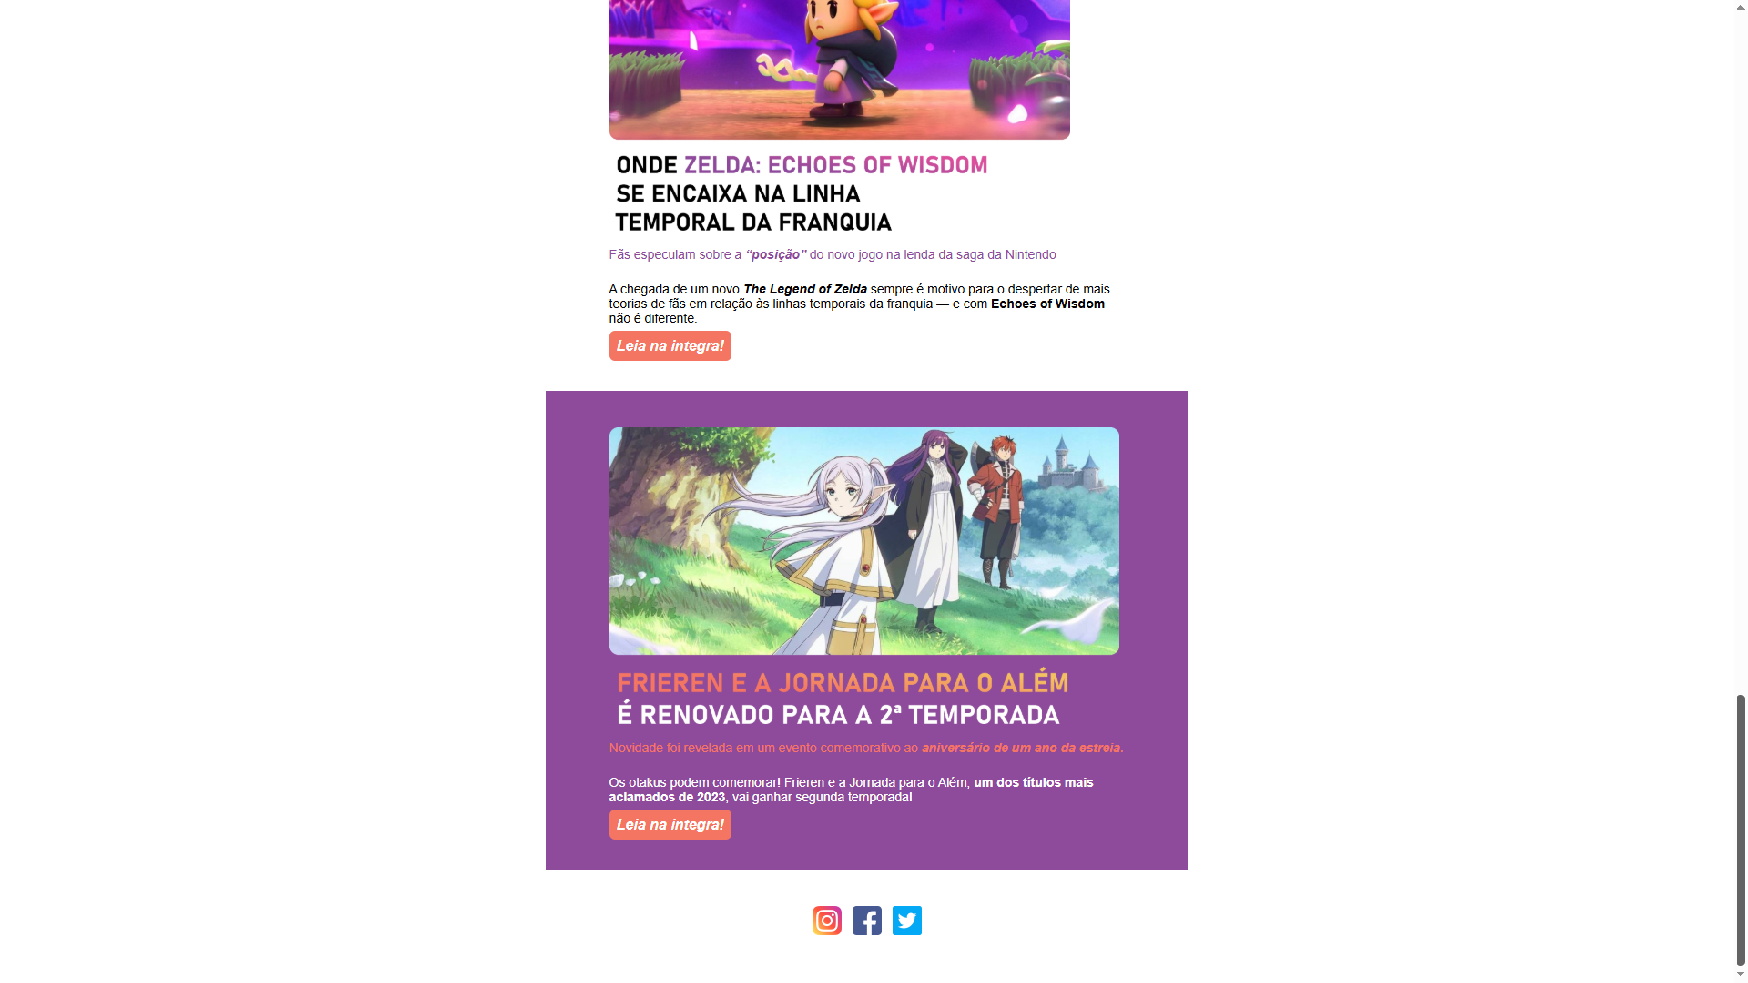 ONDE ZELDA: ECHOES OF WISDOM
SE ENCAIXA NA LINHA
TEMPORAL DA FRANQUIA
Fãs especulam sobre a “posição” do novo jogo na lenda da saga da Nintendo
A chegada de um novo The Legend of Zelda sempre é motivo para o despertar de mais
teorias de fãs em relação às linhas temporais da franquia — e com Echoes of Wisdom
não é diferente.
Leia na integra!
FRIEREN E A JORNADA PARA O ALÉM
É RENOVADO PARA A 2ª TEMPORADA
Novidade foi revelada em um evento comemorativo ao aniversário de um ano da estreia.
Os otakus podem comemorar! Frieren e a Jornada para o Além, um dos títulos mais
aclamados de 2023, vai ganhar segunda temporada!
Leia na integra!